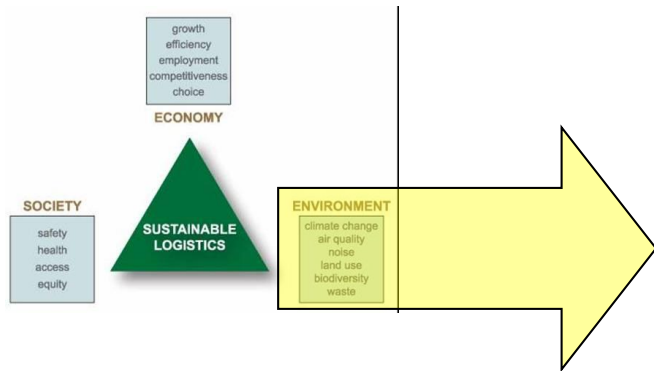 growth
efficiency
employment
competitiveness
choice
ECONOMY
SOCIETY
safety
health
access
equity
SUSTAINABLE
LOGISTICS
ENVIRONMENT
climate change
air quality
noise
land use
biodiversity
waste